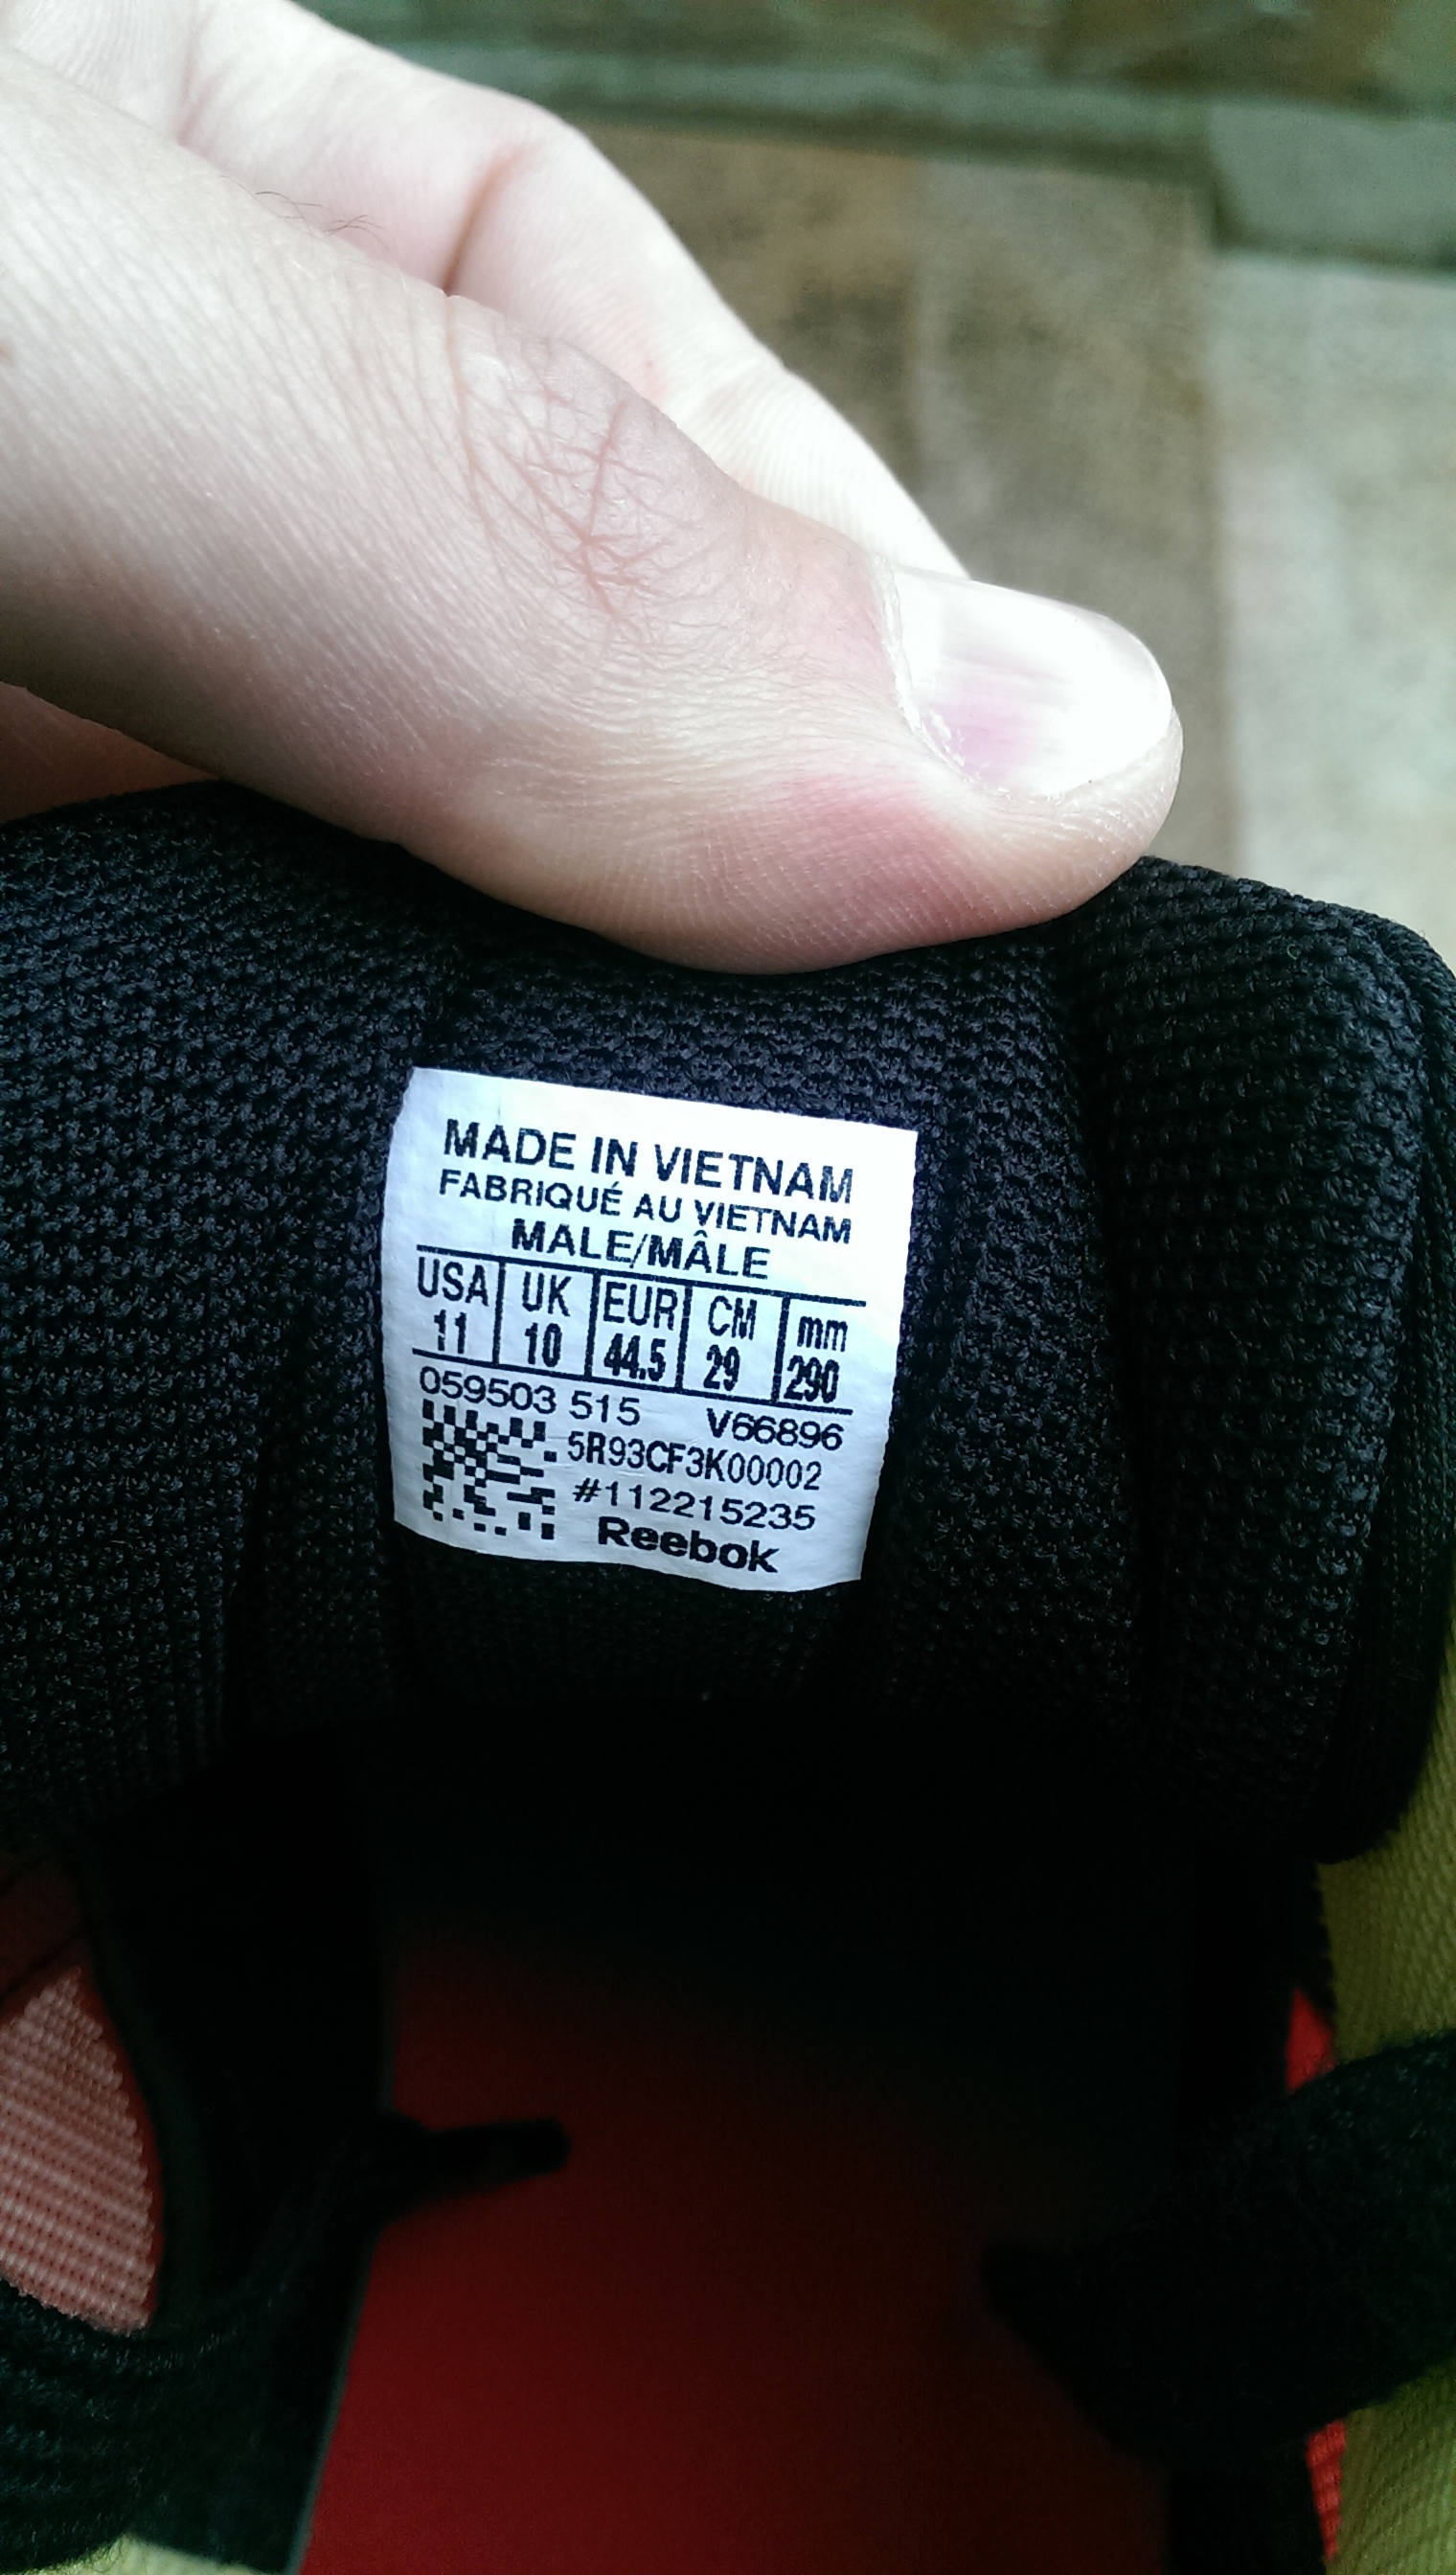 MADE IN VIETNAM
FABRIQUÉ AU VIETNAM
MALE/MÂLE
USA UK EUR CM mm
11 10 44.5 29 290
059503 515 V66896
5R93CF3K00002
#112215235
Reebok